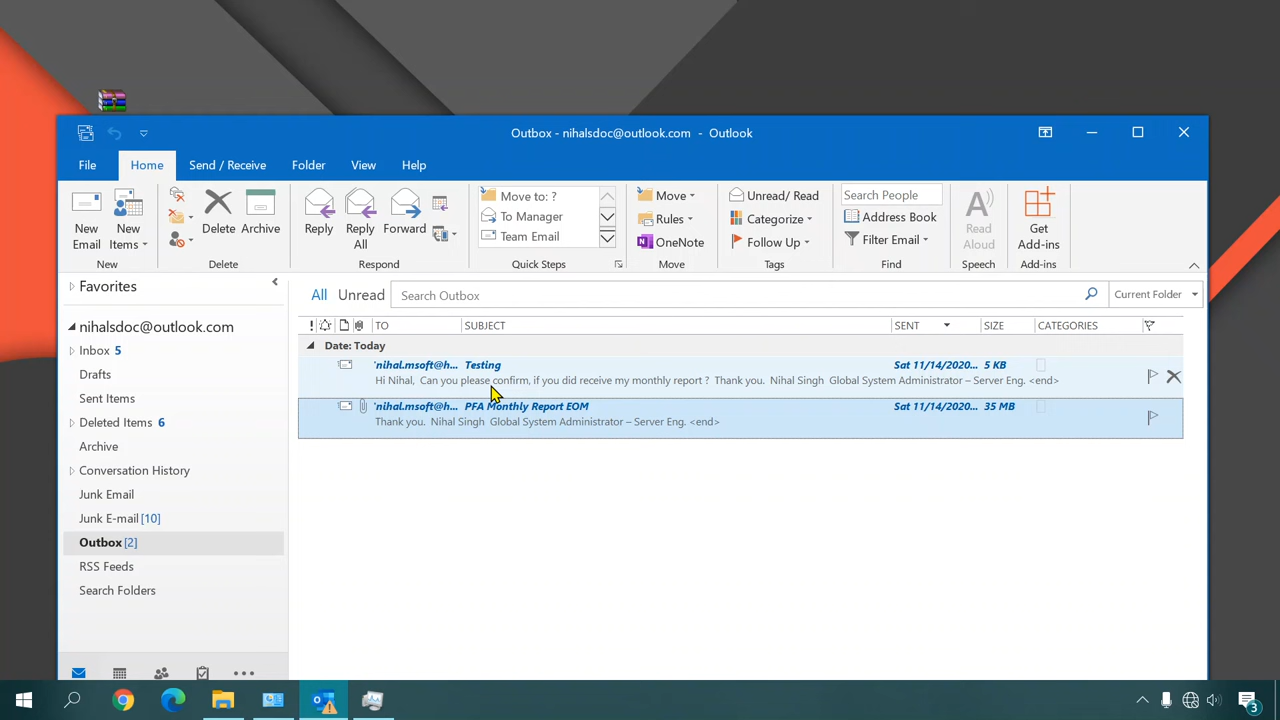 Outbox - nihalsdoc@outlook.com - Outlook
File Home Send / Receive Folder View Help
New Email
New Items
New
Delete
Archive
Delete
Reply
Reply All
Forward
Respond
Move to: ?
To Manager
Team Email
Quick Steps
Move
Rules
OneNote
Move
Unread/ Read
Categorize
Follow Up
Tags
Search People
Address Book
Filter Email
Find
Read Aloud
Speech
Get Add-ins
Add-ins
Favorites
nihalsdoc@outlook.com
Inbox 5
Drafts
Sent Items
Deleted Items 6
Archive
Conversation History
Junk Email
Junk E-mail [10]
Outbox [2]
RSS Feeds
Search Folders
All Unread Search Outbox Current Folder
! TO SUBJECT SENT SIZE CATEGORIES
Date: Today
'nihal.msoft@h... Testing Sat 11/14/2020... 5 KB
Hi Nihal, Can you please confirm, if you did receive my monthly report ? Thank you. Nihal Singh Global System Administrator – Server Eng. <end>
'nihal.msoft@h... PFA Monthly Report EOM Sat 11/14/2020... 35 MB
Thank you. Nihal Singh Global System Administrator – Server Eng. <end>
3